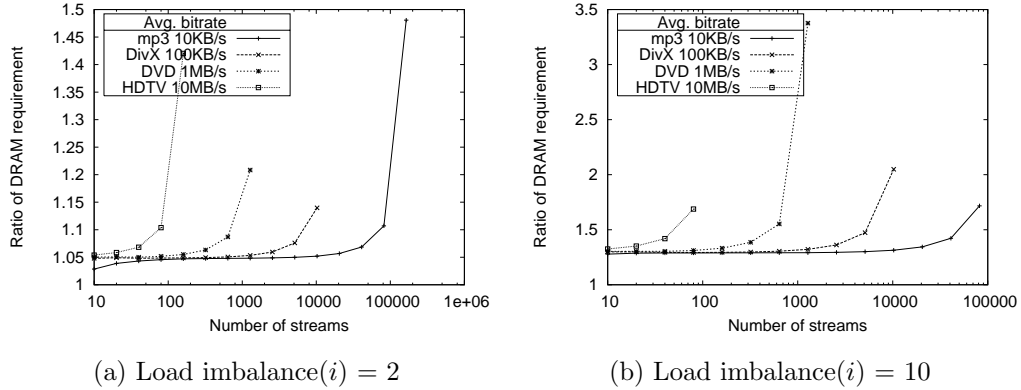 1.5
1.45
1.4
1.35
1.3
1.25
1.2
1.15
1.1
1.05
1
Ratio of DRAM requirement
Avg. bitrate
mp3 10KB/s
DivX 100KB/s
DVD 1MB/s
HDTV 10MB/s
10 100 1000 10000 100000 1e+06
Number of streams
(a) Load imbalance(i) = 2
3.5
3
2.5
2
1.5
1
Ratio of DRAM requirement
Avg. bitrate
mp3 10KB/s
DivX 100KB/s
DVD 1MB/s
HDTV 10MB/s
10 100 1000 10000 100000
Number of streams
(b) Load imbalance(i) = 10